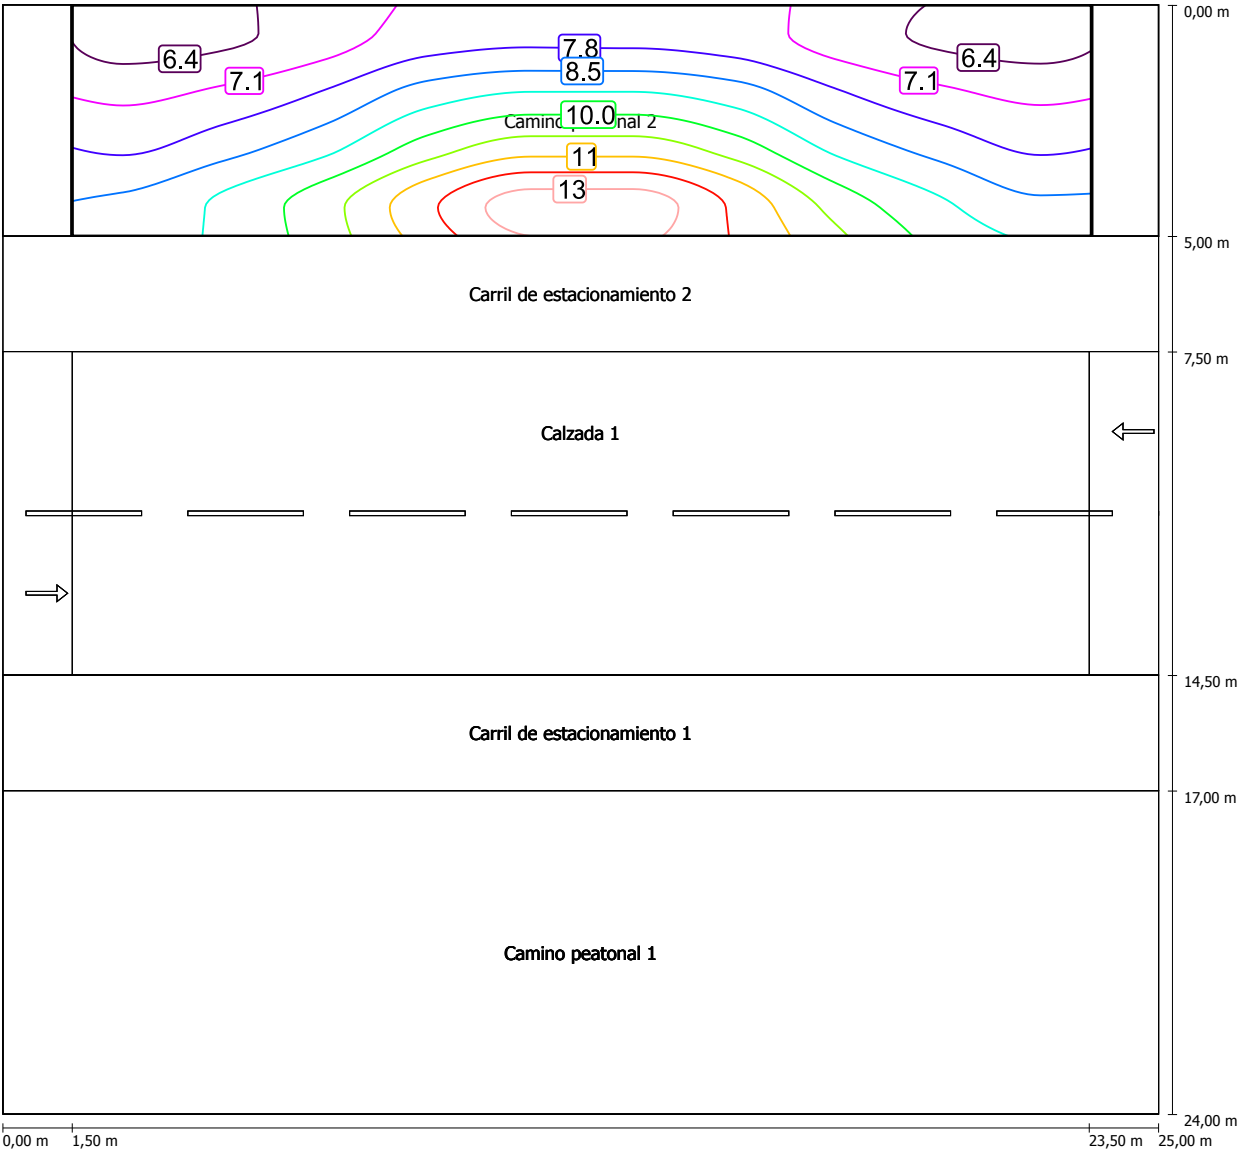 0,00 m
6.4
7.1
7.8
8.5
6.4
7.1
10.0
11
13
5,00 m
Carril de estacionamiento 2
7,50 m
Calzada 1
14,50 m
Carril de estacionamiento 1
17,00 m
Camino peatonal 1
24,00 m
0,00 m
1,50 m
23,50 m
25,00 m